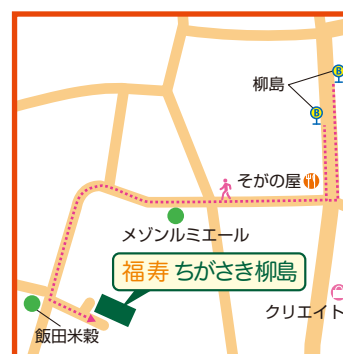 B
柳島
B
そがの屋
メゾンルミエール
福寿 ちがさき柳島
クリエイト
飯田米穀